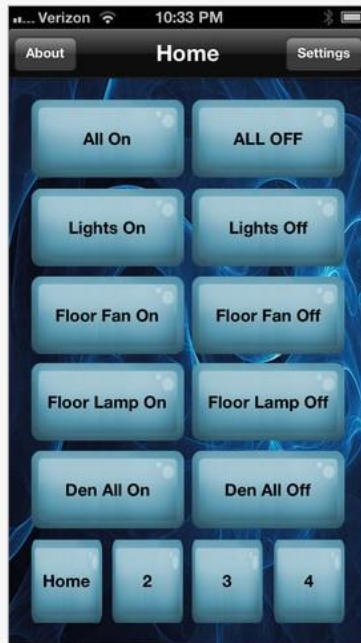 ... Verizon 10:33 PM
About Home Settings
All On ALL OFF
Lights On Lights Off
Floor Fan On Floor Fan Off
Floor Lamp On Floor Lamp Off
Den All On Den All Off
Home 2 3 4